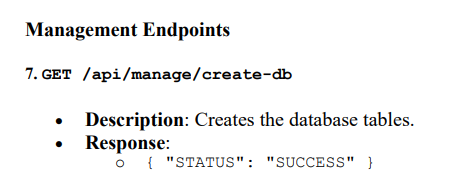 Management Endpoints
7. GET /api/manage/create-db
• Description: Creates the database tables.
• Response:
o { "STATUS": "SUCCESS" }